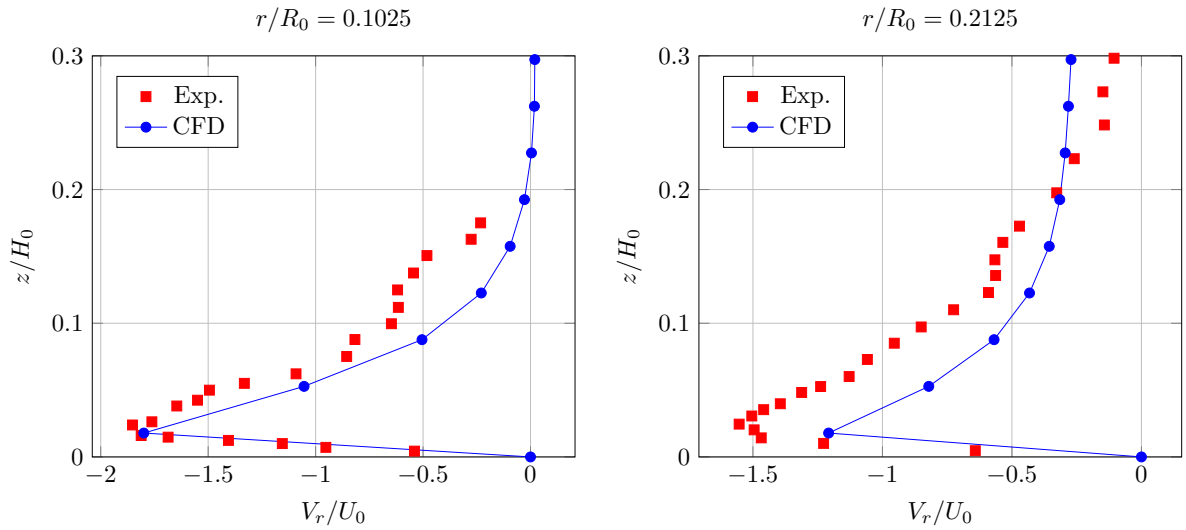 r/R₀ = 0.1025
0.3
0.2
0.1
0
Exp.
CFD
−2
−1.5
−1
−0.5
0
z/H₀
V_r/U₀
r/R₀ = 0.2125
0.3
0.2
0.1
0
Exp.
CFD
−1.5
−1
−0.5
0
z/H₀
V_r/U₀